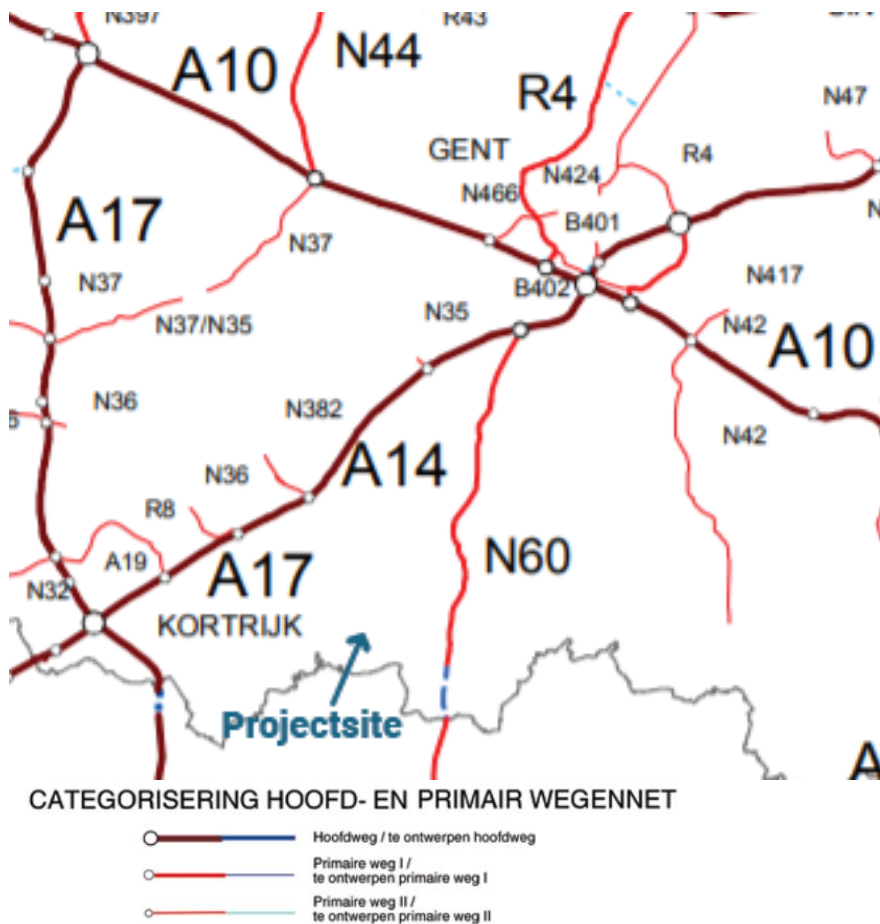 N397
A10
N44
R43
R4
N47
GENT
N424
R4
N466
A17
B401
N37
N37
B402
N417
N37/N35
N35
N42
A10
N36
N382
N42
A14
N36
R8
A19
A17
N60
N32
KORTRIJK
Projectsite
A
CATEGORISERING HOOFD- EN PRIMAIR WEGENNET
Hoofdweg / te ontwerpen hoofdweg
Primaire weg I /
te ontwerpen primaire weg I
Primaire weg II /
te ontwerpen primaire weg II